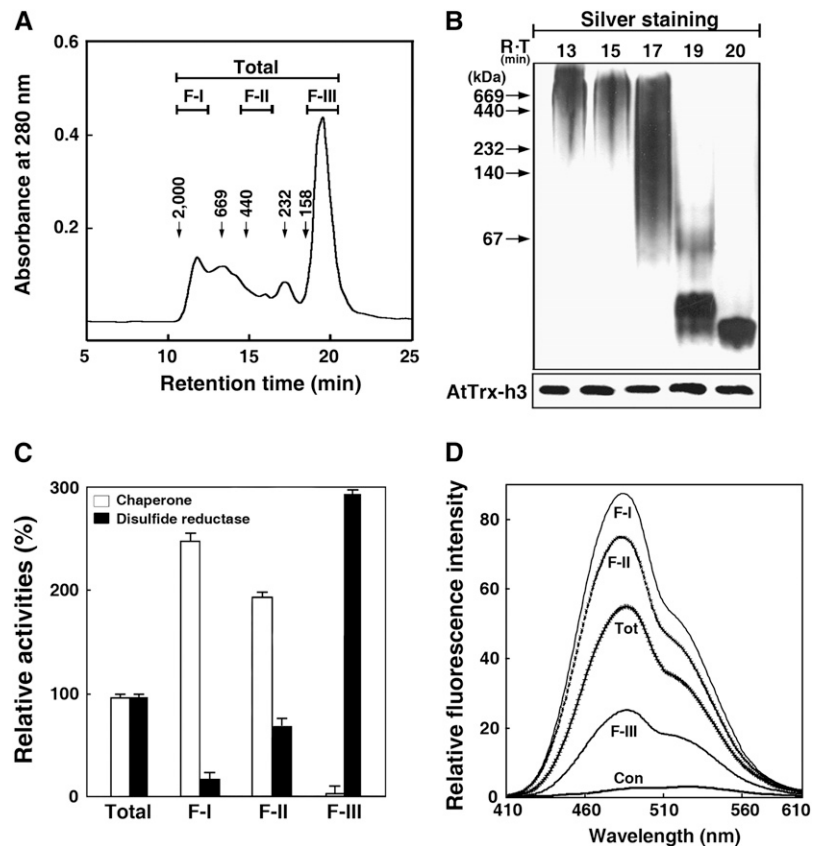 A
Absorbance at 280 nm
0.6
0.4
0.2
Total
F-I
F-II
F-III
2,000
669
440
232
158
5
10
15
20
25
Retention time (min)
B
Silver staining
R·T
(min)
13
15
17
19
20
(kDa)
669
440
232
140
67
AtTrx-h3
C
Relative activities (%)
300
200
100
0
Chaperone
Disulfide reductase
Total
F-I
F-II
F-III
D
Relative fluorescence intensity
80
60
40
20
0
F-I
F-II
Tot
F-III
Con
410
460
510
560
610
Wavelength (nm)